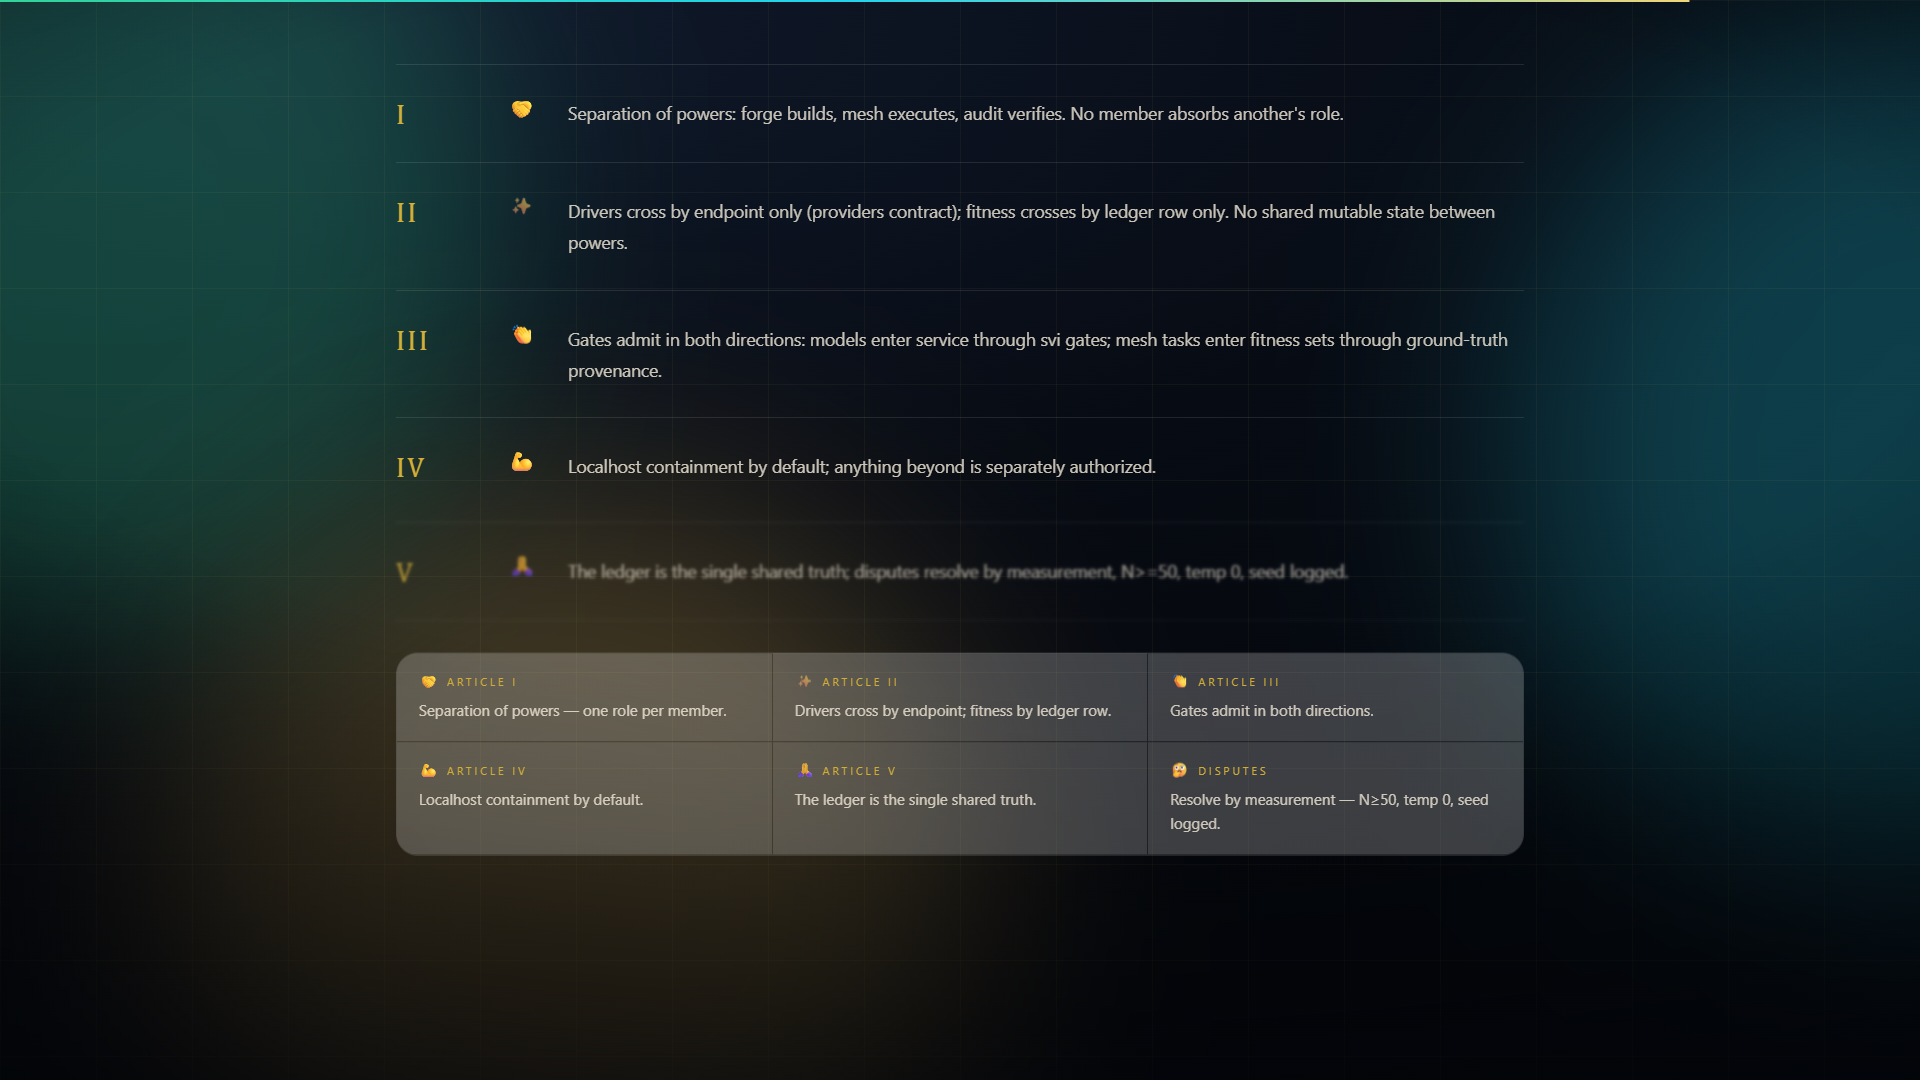 I
Separation of powers: forge builds, mesh executes, audit verifies. No member absorbs another's role.
II
Drivers cross by endpoint only (providers contract); fitness crosses by ledger row only. No shared mutable state between
powers.
III
Gates admit in both directions: models enter service through svi gates; mesh tasks enter fitness sets through ground-truth
provenance.
IV
Localhost containment by default; anything beyond is separately authorized.
V
The ledger is the single shared truth; disputes resolve by measurement, N>=50, temp 0, seed logged.
ARTICLE I
Separation of powers — one role per member.
ARTICLE II
Drivers cross by endpoint; fitness by ledger row.
ARTICLE III
Gates admit in both directions.
ARTICLE IV
Localhost containment by default.
ARTICLE V
The ledger is the single shared truth.
DISPUTES
Resolve by measurement — N≥50, temp 0, seed
logged.